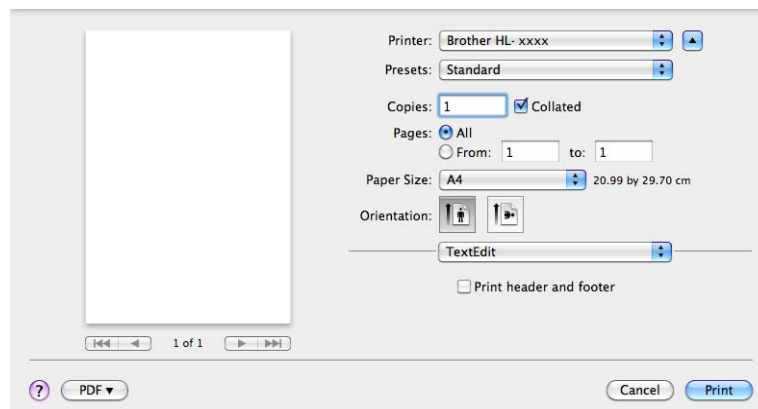 Printer: Brother HL- xxxx
Presets: Standard
Copies: 1 Collated
Pages: All
From: 1 to: 1
Paper Size: A4 20.99 by 29.70 cm
Orientation:
TextEdit
Print header and footer
1 of 1
? PDF▼ Cancel Print